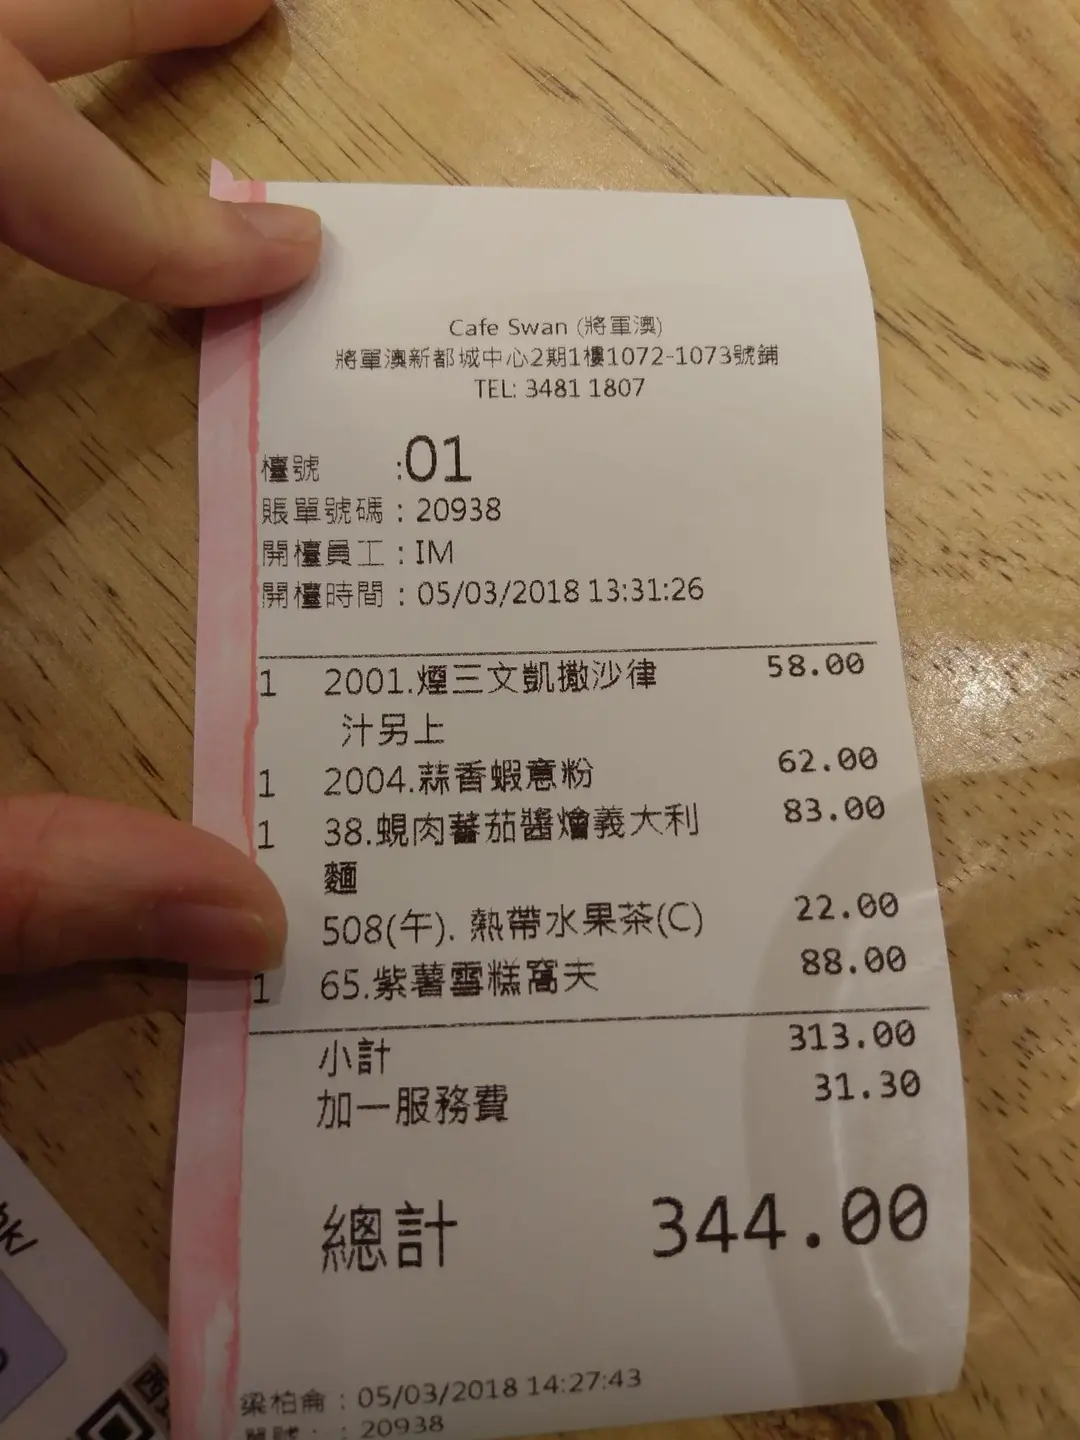 Cafe Swan (將軍澳)
將軍澳新都城中心2期1樓1072-1073號鋪
TEL: 3481 1807
檯號 :01
賬單號碼 : 20938
開檯員工 : IM
開檯時間 : 05/03/2018 13:31:26
1 2001.煙三文凱撒沙律 58.00
汁另上
1 2004.蒜香蝦意粉 62.00
1 38.蜆肉蕃茄醬燴義大利 83.00
麵
508(午). 熱帶水果茶(C) 22.00
1 65.紫薯雪糕窩夫 88.00
小計 313.00
加一服務費 31.30
總計 344.00
梁柏侖 : 05/03/2018 14:27:43
單號 : : 20938